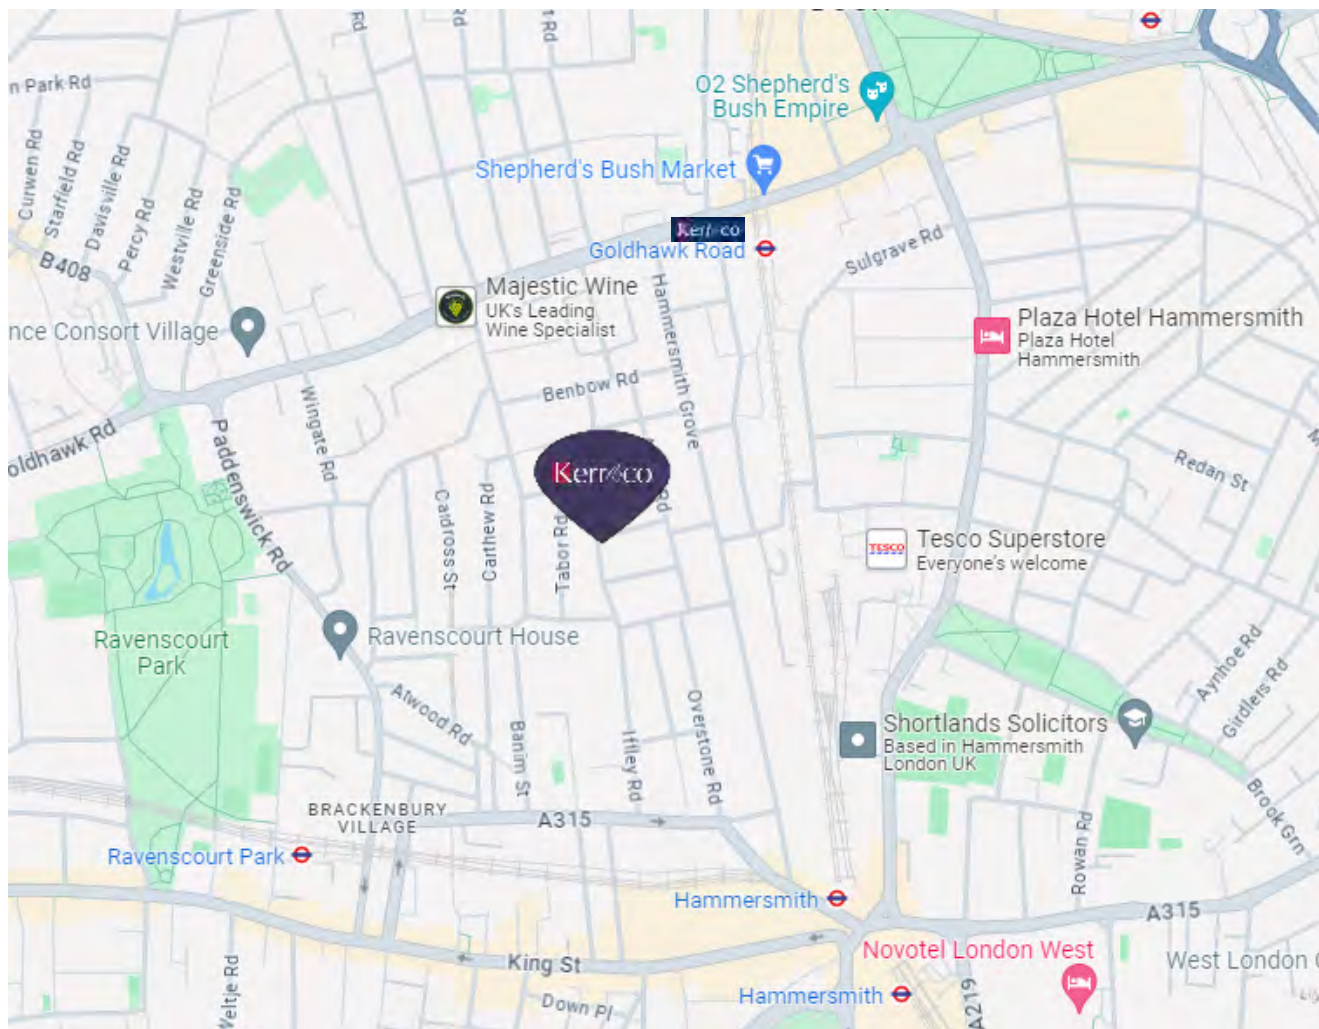 t Rd
Rd
n Park Rd
O2 Shepherd's
Bush Empire
Curwen Rd
Starfield Rd
Davisville Rd
Percy Rd
Westville Rd
Greenside Rd
Shepherd's Bush Market
Kerr&co
Goldhawk Road
Sulgrave Rd
B408
Majestic Wine
UK's Leading
Wine Specialist
Hammersmith Grove
nce Consort Village
Plaza Hotel Hammersmith
Plaza Hotel
Hammersmith
Benbow Rd
Wingate Rd
oldhawk Rd
Paddenswick Rd
Kerr&co
Rd
Redan St
Caldross St
Carthew Rd
Tabor Rd
TESCO
Tesco Superstore
Everyone's welcome
Ravenscourt
Park
Ravenscourt House
Aynhoe Rd
Girdlers Rd
Atwood Rd
Banim St
Iffley Rd
Overstone Rd
Shortlands Solicitors
Based in Hammersmith
London UK
Brook Grn
BRACKENBURY
VILLAGE
A315
Rowan Rd
Ravenscourt Park
Hammersmith
A315
King St
Novotel London West
West London
Weltje Rd
Down Pl
Hammersmith
A219